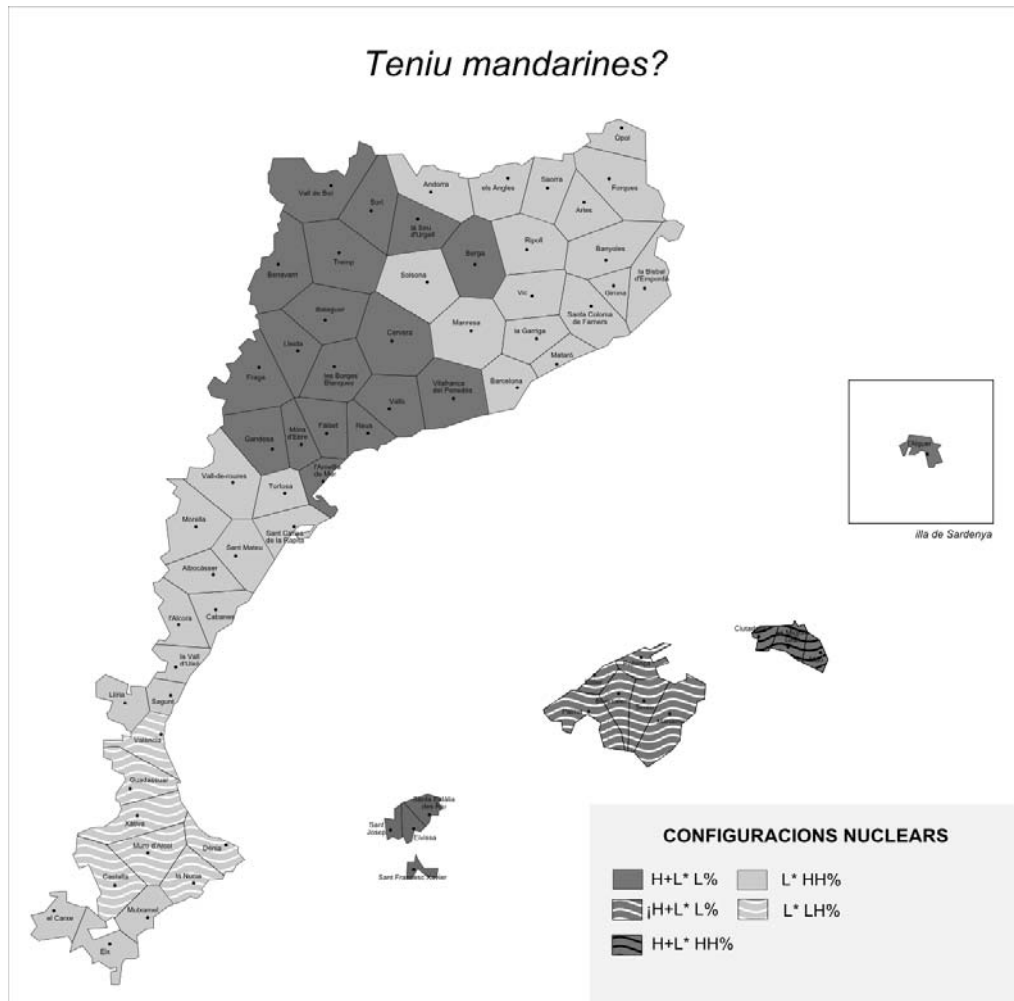 Teniu mandarines?
Opol
Vall de Boí
Sort
Andorra
els Angles
Saorra
Forques
Arles
la Seu
d'Urgell
Berga
Ripoll
Banyoles
Benavarri
Tremp
Solsona
la Bisbal
d'Empordà
Girona
Vic
Santa Coloma
de Farners
Balaguer
Manresa
la Garriga
Cervera
Lleida
Mataró
Fraga
les Borges
Blanques
Barcelona
Vilafranca
del Penedès
Valls
Móra
d'Ebre
Falset
Reus
Gandesa
l'Ametlla
de Mar
Vall-de-roures
Tortosa
Morella
Sant Carles
de la Ràpita
Sant Mateu
Albocàsser
l'Alcora
Cabanes
la Vall
d'Uixó
Llíria
Sagunt
València
Guadassuar
Xàtiva
Muro d'Alcoi
Dénia
Castalla
la Nucia
Mutxamel
el Carxe
Elx
l'Alguer
illa de Sardenya
Santa Eulàlia
des Riu
Sant
Josep
Eivissa
Sant Francesc Xavier
CONFIGURACIONS NUCLEARS
H+L* L%
L* HH%
¡H+L* L%
L* LH%
H+L* HH%